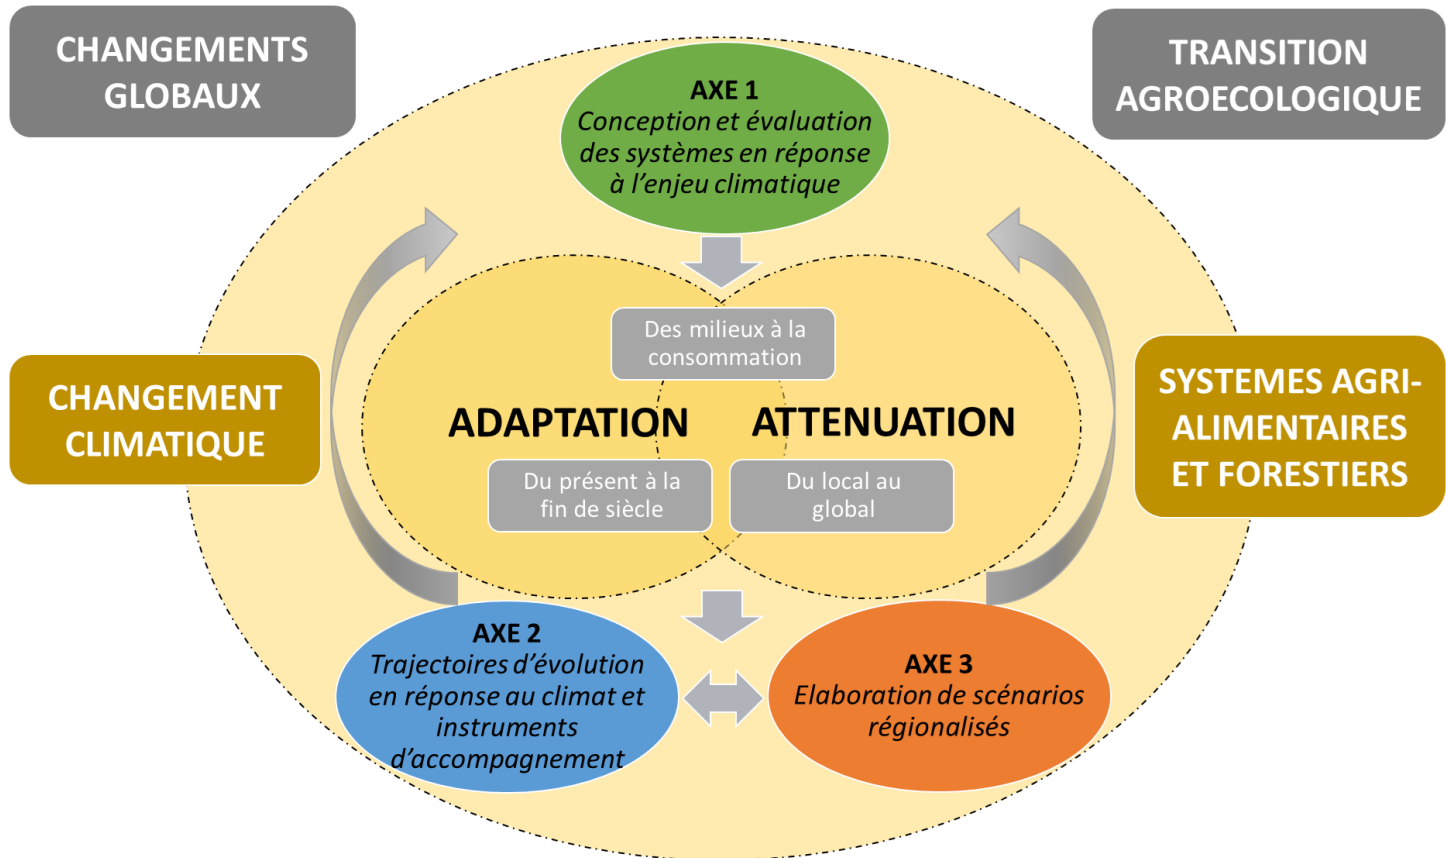 CHANGEMENTS
GLOBAUX
TRANSITION
AGROECOLOGIQUE
AXE 1
Conception et évaluation
des systèmes en réponse
à l’enjeu climatique
Des milieux à la
consommation
CHANGEMENT
CLIMATIQUE
ADAPTATION
ATTENUATION
SYSTEMES AGRI-
ALIMENTAIRES
ET FORESTIERS
Du présent à la
fin de siècle
Du local au
global
AXE 2
Trajectoires d’évolution
en réponse au climat et
instruments
d’accompagnement
AXE 3
Elaboration de scénarios
régionalisés